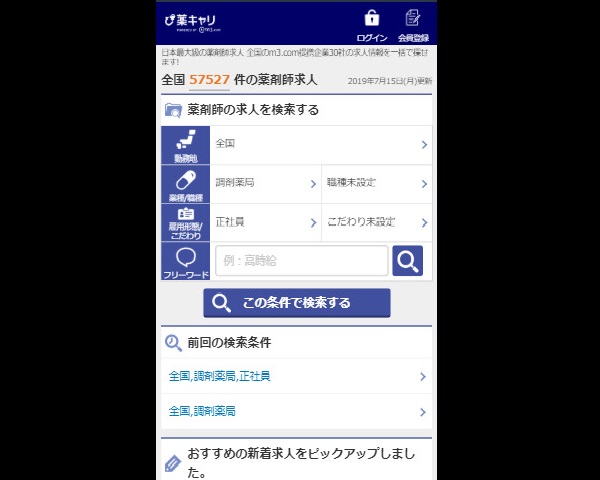 薬キャリ
POWERED BY m3.com
ログイン
会員登録
日本最大級の薬剤師求人 全国のm3.com提携企業30社の求人情報を一括で探せ
ます!
全国 57527 件の薬剤師求人
2019年7月15日(月)更新
薬剤師の求人を検索する
勤務地
全国
業種/職種
調剤薬局
職種未設定
雇用形態/
こだわり
正社員
こだわり未設定
フリーワード
例：高時給
この条件で検索する
前回の検索条件
全国,調剤薬局,正社員
全国,調剤薬局
おすすめの新着求人をピックアップしまし
た。